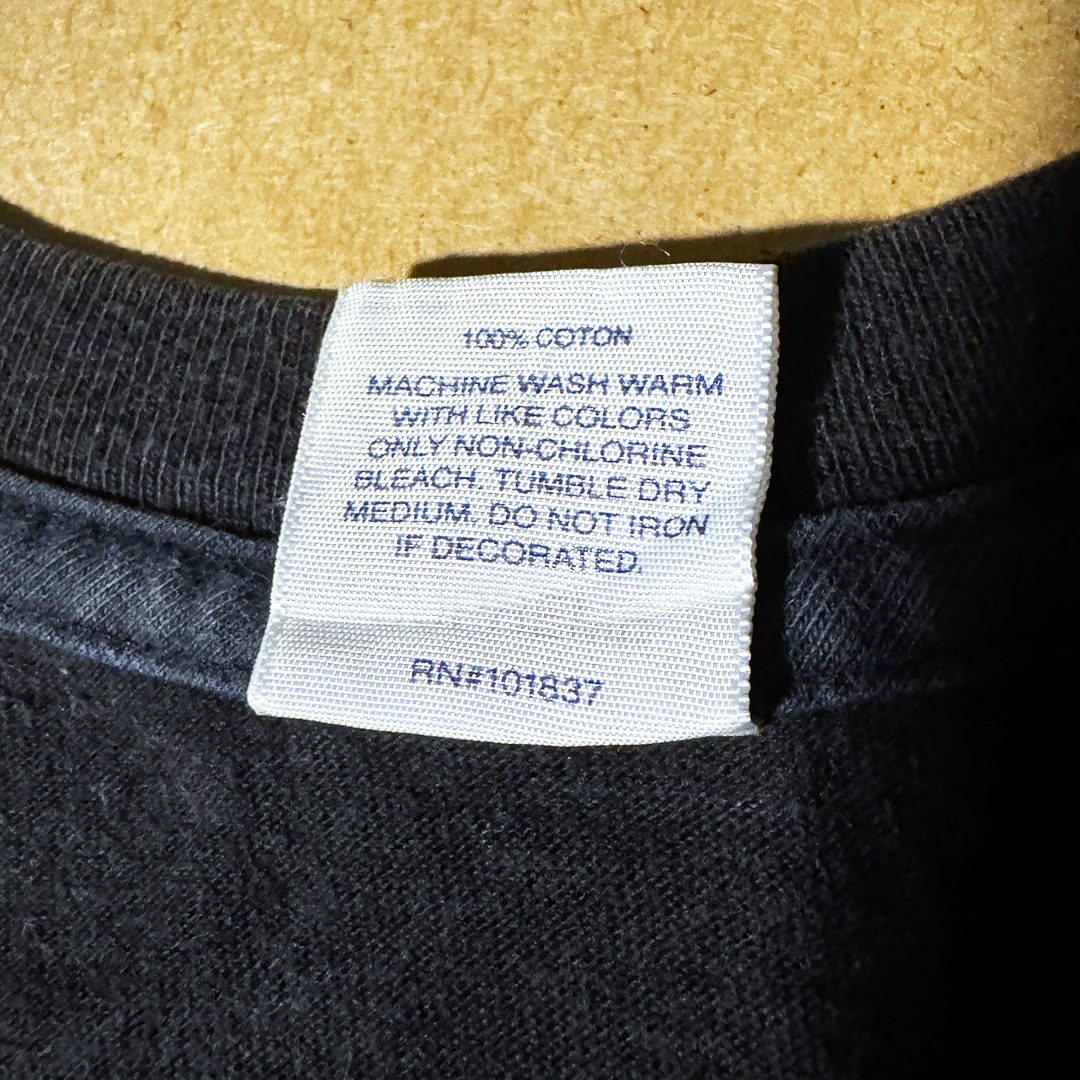 100% COTON
MACHINE WASH WARM
WITH LIKE COLORS
ONLY NON-CHLORINE
BLEACH. TUMBLE DRY
MEDIUM. DO NOT IRON
IF DECORATED.
RN#101837